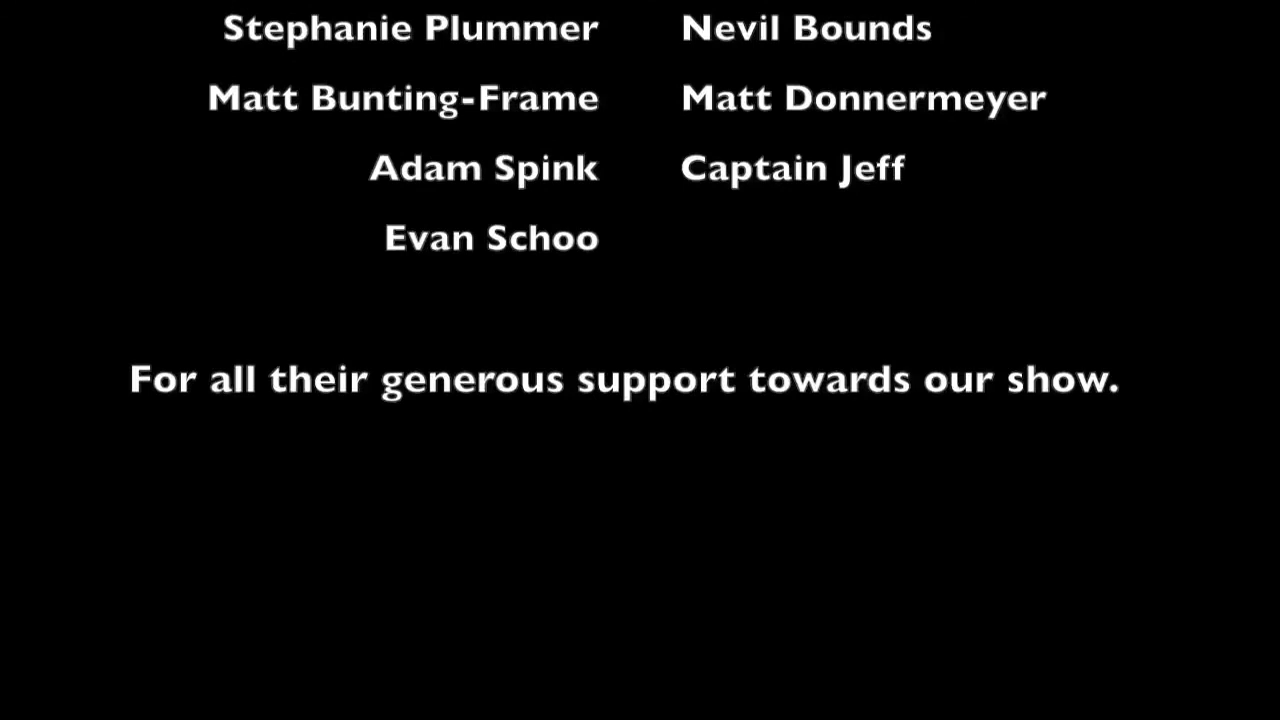 Stephanie Plummer Nevil Bounds
Matt Bunting-Frame Matt Donnermeyer
Adam Spink Captain Jeff
Evan Schoo
For all their generous support towards our show.